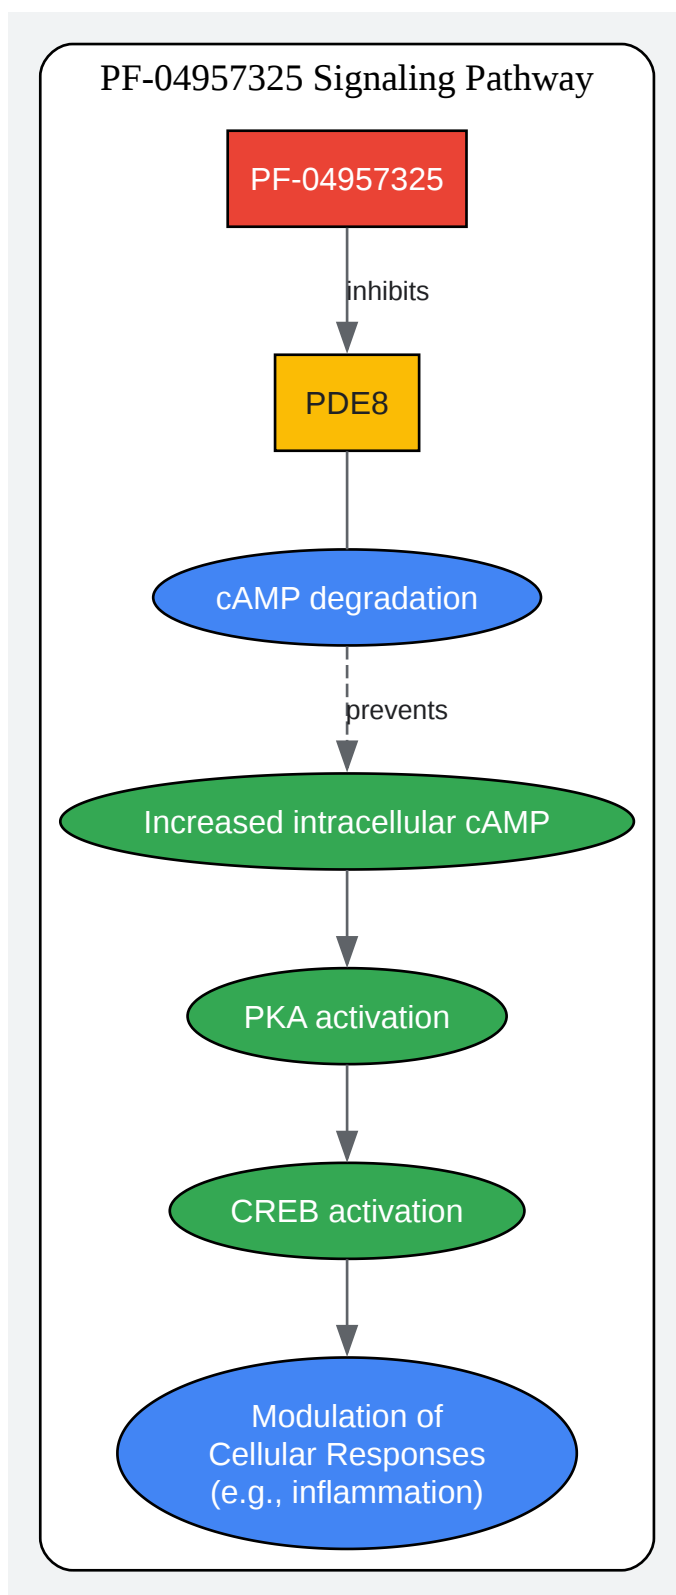 PF-04957325 Signaling Pathway
PF-04957325
inhibits
PDE8
cAMP degradation
prevents
Increased intracellular cAMP
PKA activation
CREB activation
Modulation of
Cellular Responses
(e.g., inflammation)